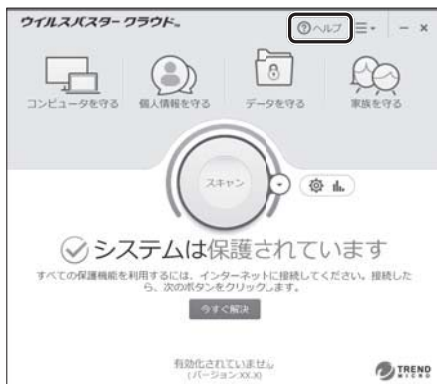 ウイルスバスター クラウド™
ヘルプ
コンピュータを守る
個人情報を守る
データを守る
家族を守る
スキャン
システムは保護されています
すべての保護機能を利用するには、インターネットに接続してください。接続した
ら、次のボタンをクリックします。
今すぐ解決
有効化されていません
(バージョン:XX.X)
TREND
MICRO